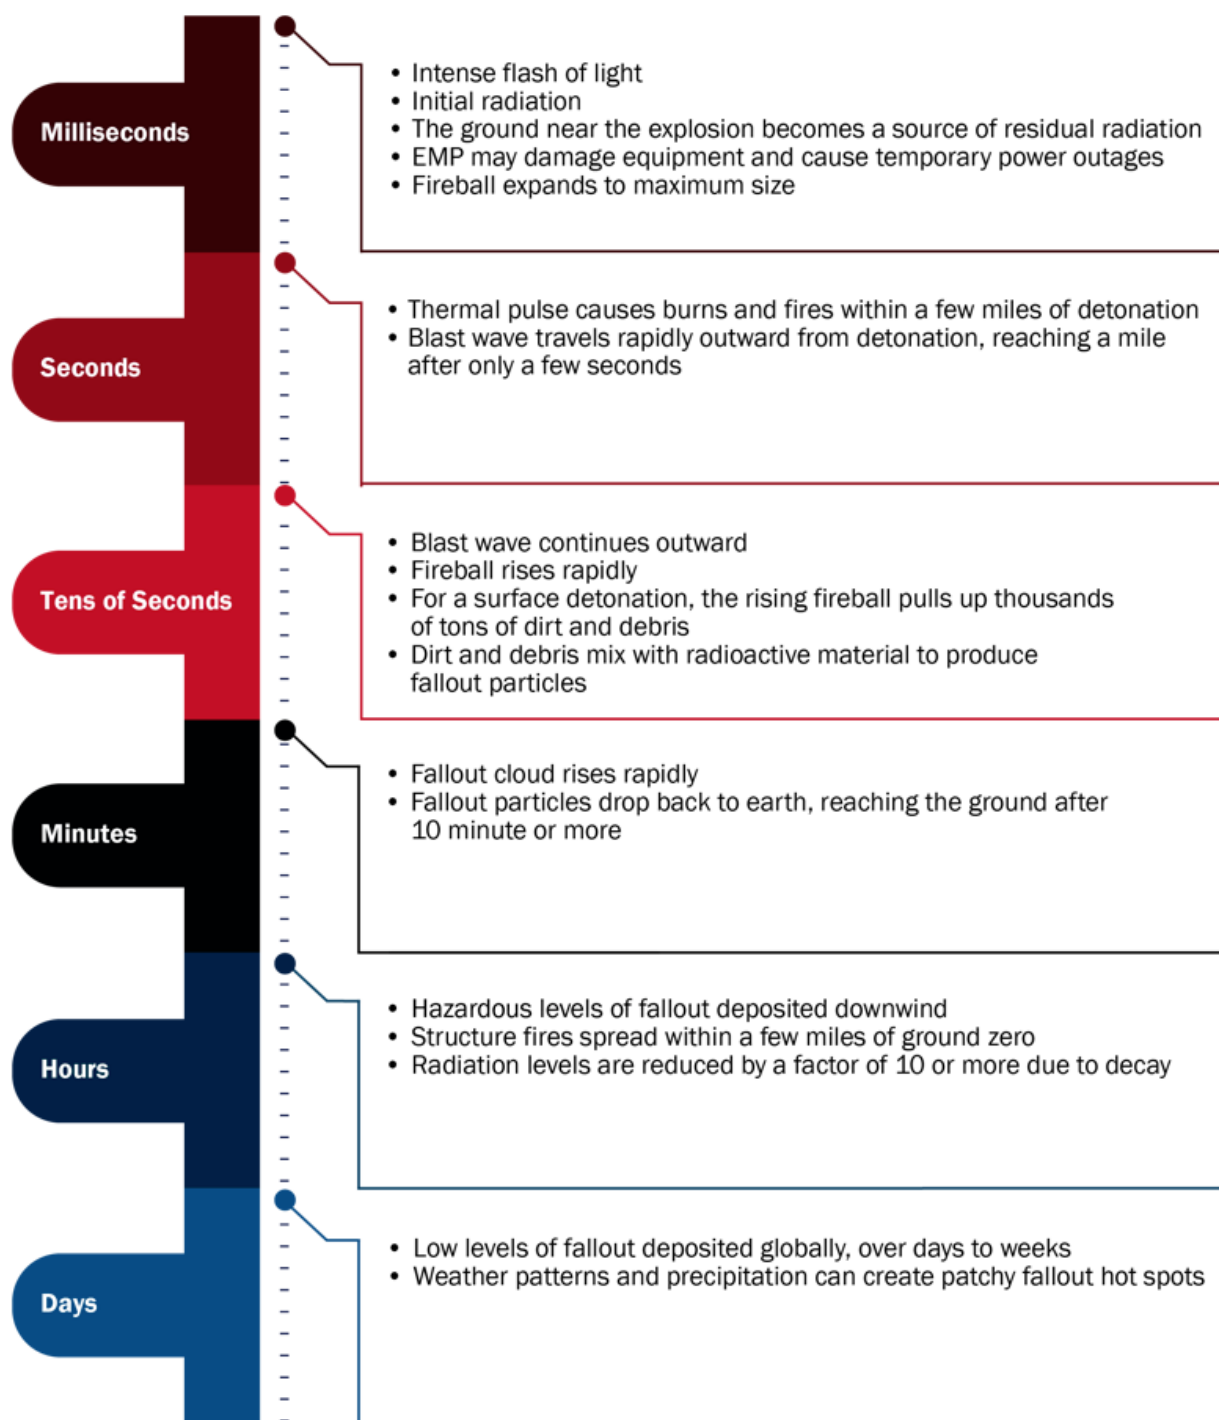 Milliseconds
• Intense flash of light
• Initial radiation
• The ground near the explosion becomes a source of residual radiation
• EMP may damage equipment and cause temporary power outages
• Fireball expands to maximum size
Seconds
• Thermal pulse causes burns and fires within a few miles of detonation
• Blast wave travels rapidly outward from detonation, reaching a mile
after only a few seconds
Tens of Seconds
• Blast wave continues outward
• Fireball rises rapidly
• For a surface detonation, the rising fireball pulls up thousands
of tons of dirt and debris
• Dirt and debris mix with radioactive material to produce
fallout particles
Minutes
• Fallout cloud rises rapidly
• Fallout particles drop back to earth, reaching the ground after
10 minute or more
Hours
• Hazardous levels of fallout deposited downwind
• Structure fires spread within a few miles of ground zero
• Radiation levels are reduced by a factor of 10 or more due to decay
Days
• Low levels of fallout deposited globally, over days to weeks
• Weather patterns and precipitation can create patchy fallout hot spots